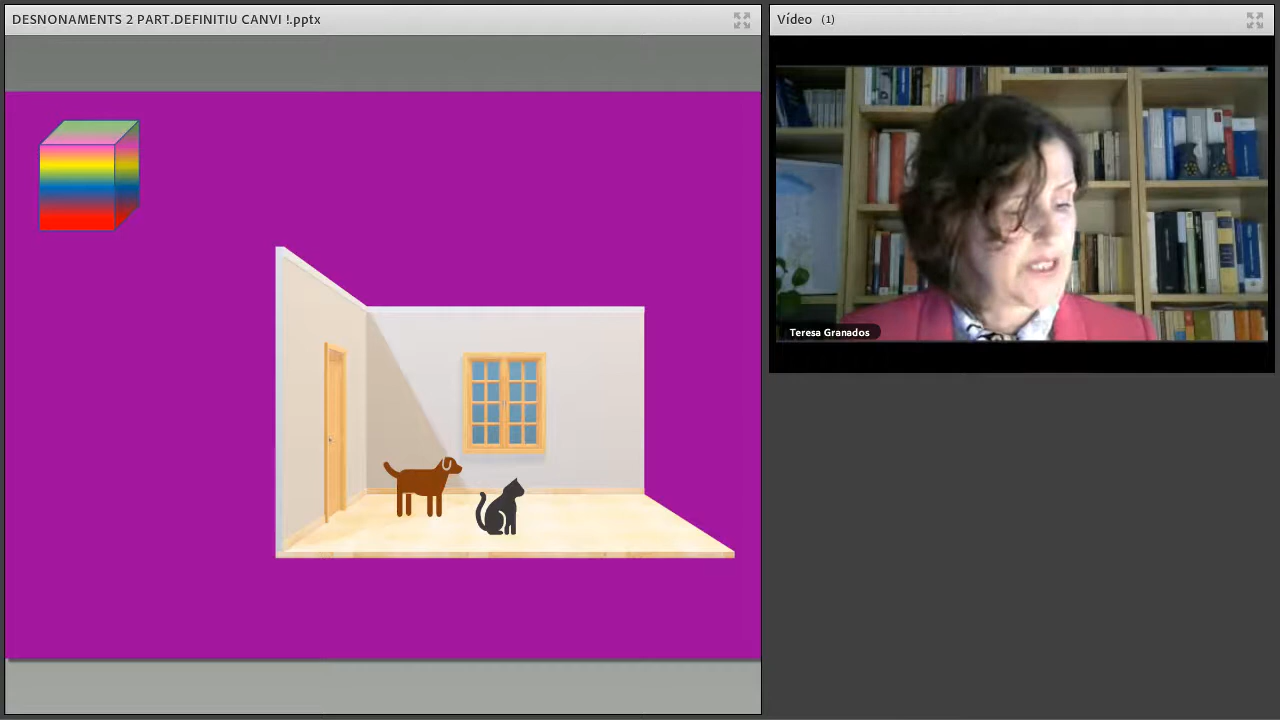 DESNONAMENTS 2 PART.DEFINITIU CANVI !.pptx
Vídeo (1)
Teresa Granados